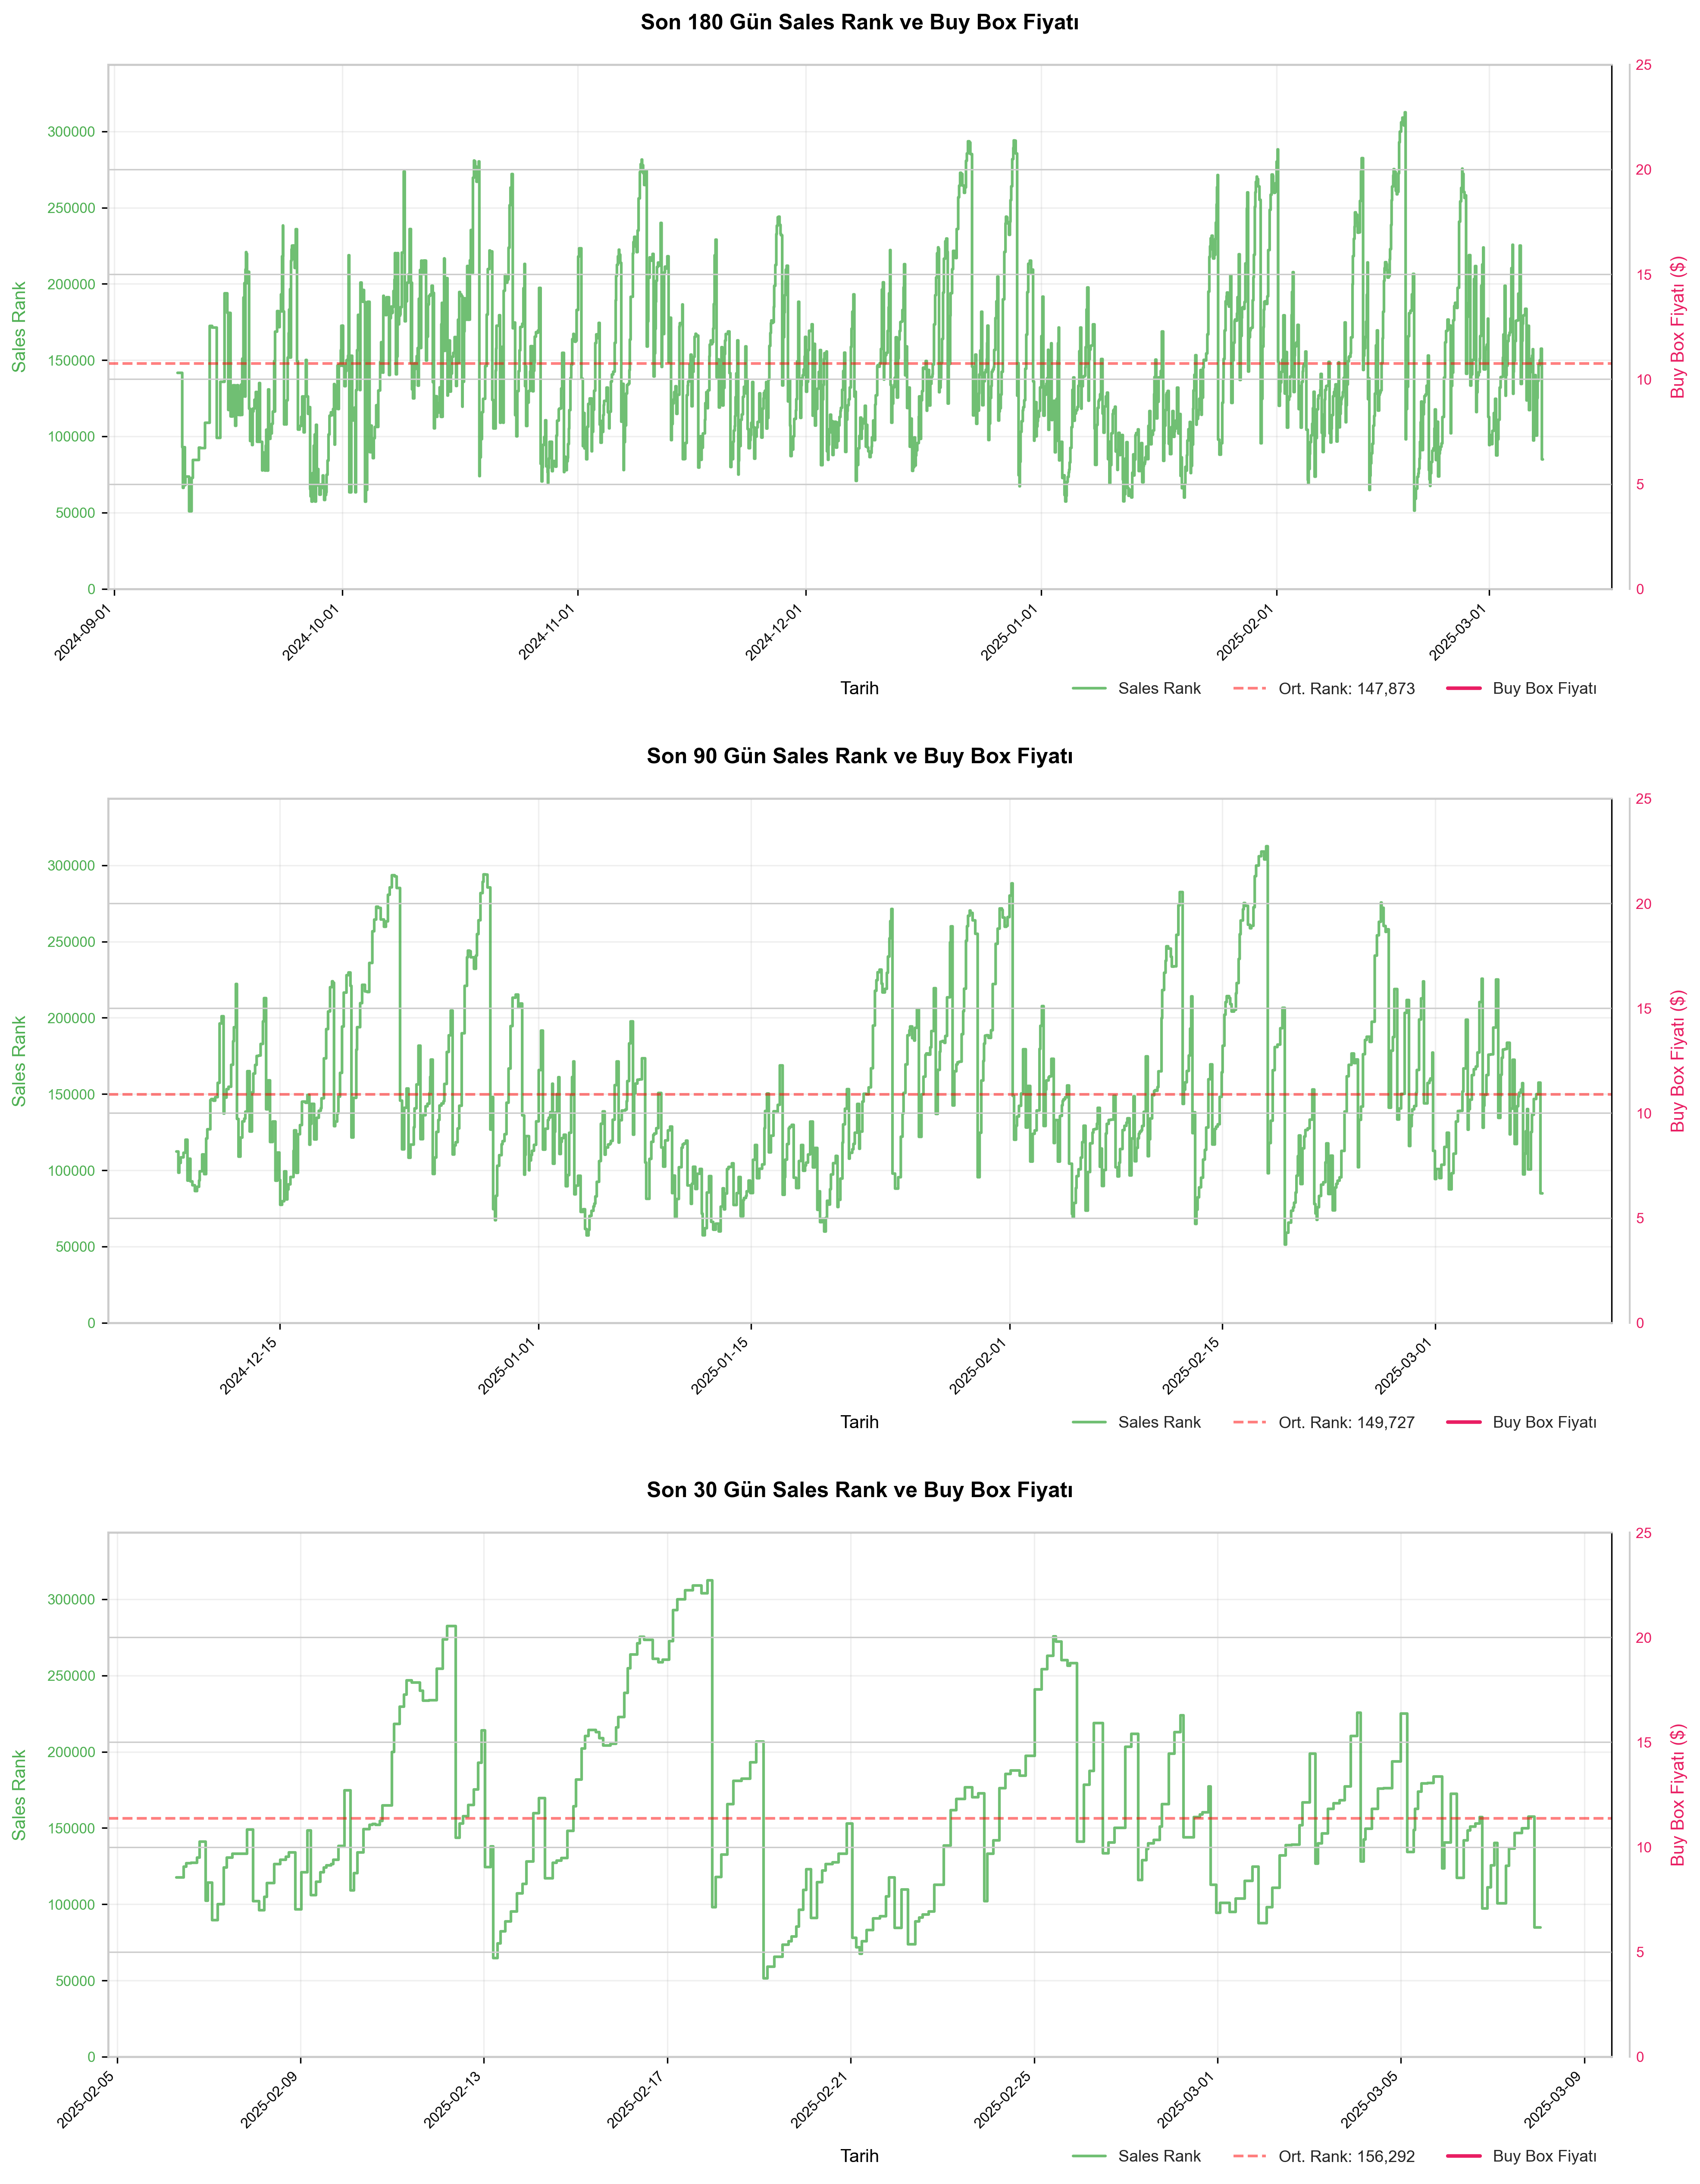 Son 180 Gün Sales Rank ve Buy Box Fiyatı
Sales Rank
300000
250000
200000
150000
100000
50000
0
25
20
15
10
5
0
Buy Box Fiyatı ($)
2024-09-01
2024-10-01
2024-11-01
2024-12-01
2025-01-01
2025-02-01
2025-03-01
Tarih
Sales Rank
Ort. Rank: 147,873
Buy Box Fiyatı
Son 90 Gün Sales Rank ve Buy Box Fiyatı
Sales Rank
300000
250000
200000
150000
100000
50000
0
25
20
15
10
5
0
Buy Box Fiyatı ($)
2024-12-15
2025-01-01
2025-01-15
2025-02-01
2025-02-15
2025-03-01
Tarih
Sales Rank
Ort. Rank: 149,727
Buy Box Fiyatı
Son 30 Gün Sales Rank ve Buy Box Fiyatı
Sales Rank
300000
250000
200000
150000
100000
50000
0
25
20
15
10
5
0
Buy Box Fiyatı ($)
2025-02-05
2025-02-09
2025-02-13
2025-02-17
2025-02-21
2025-02-25
2025-03-01
2025-03-05
2025-03-09
Tarih
Sales Rank
Ort. Rank: 156,292
Buy Box Fiyatı